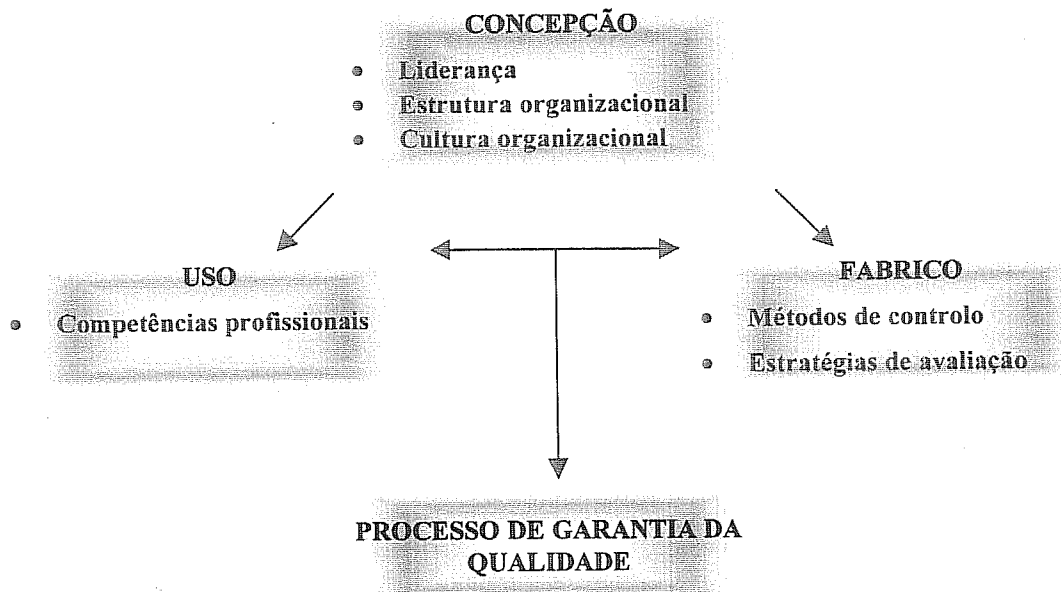 CONCEPÇÃO
• Liderança
• Estrutura organizacional
• Cultura organizacional
USO
• Competências profissionais
FABRICO
• Métodos de controlo
• Estratégias de avaliação
PROCESSO DE GARANTIA DA
QUALIDADE